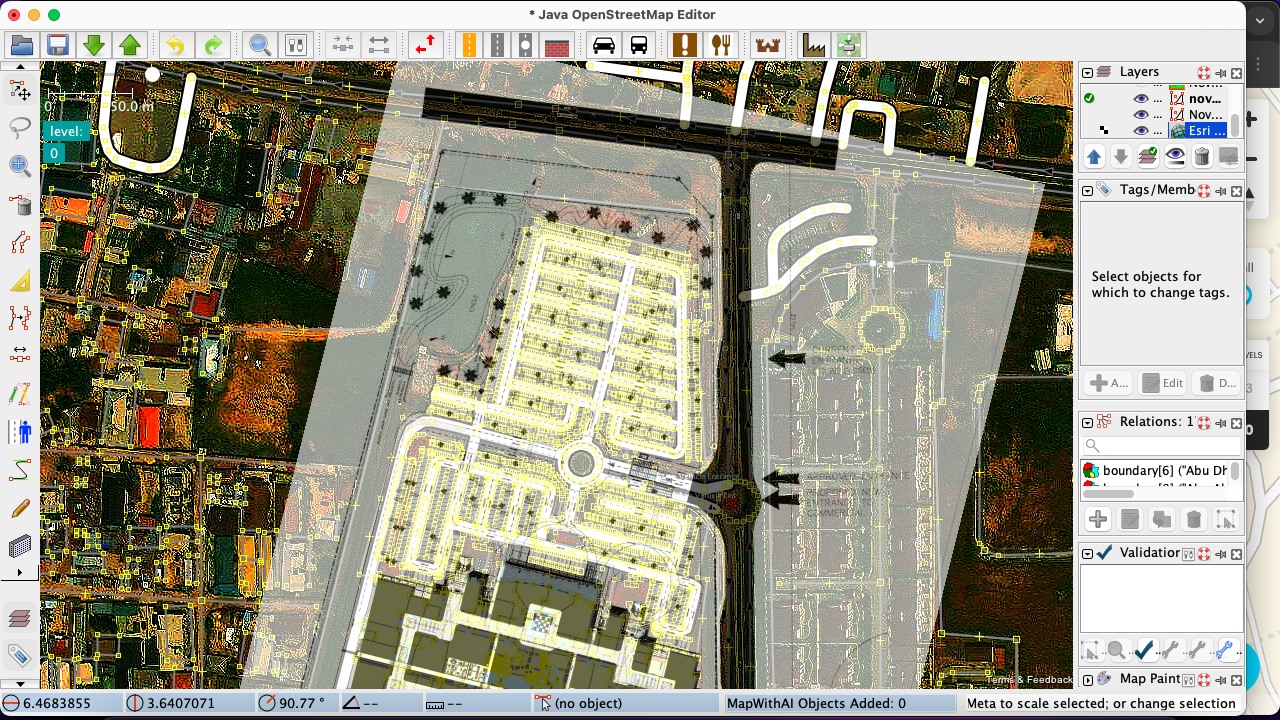 * Java OpenStreetMap Editor
0
50.0 m
level:
0
Layers
nov...
Nov...
Esri ...
Tags/Memb
Select objects for
which to change tags.
A...
Edit
D...
Relations: 1
boundary[6] ("Abu Dh
Validation
Map Paint
Terms & Feedback
6.4683855
3.6407071
90.77 °
--
--
(no object)
MapWithAI Objects Added: 0
Meta to scale selected; or change selection